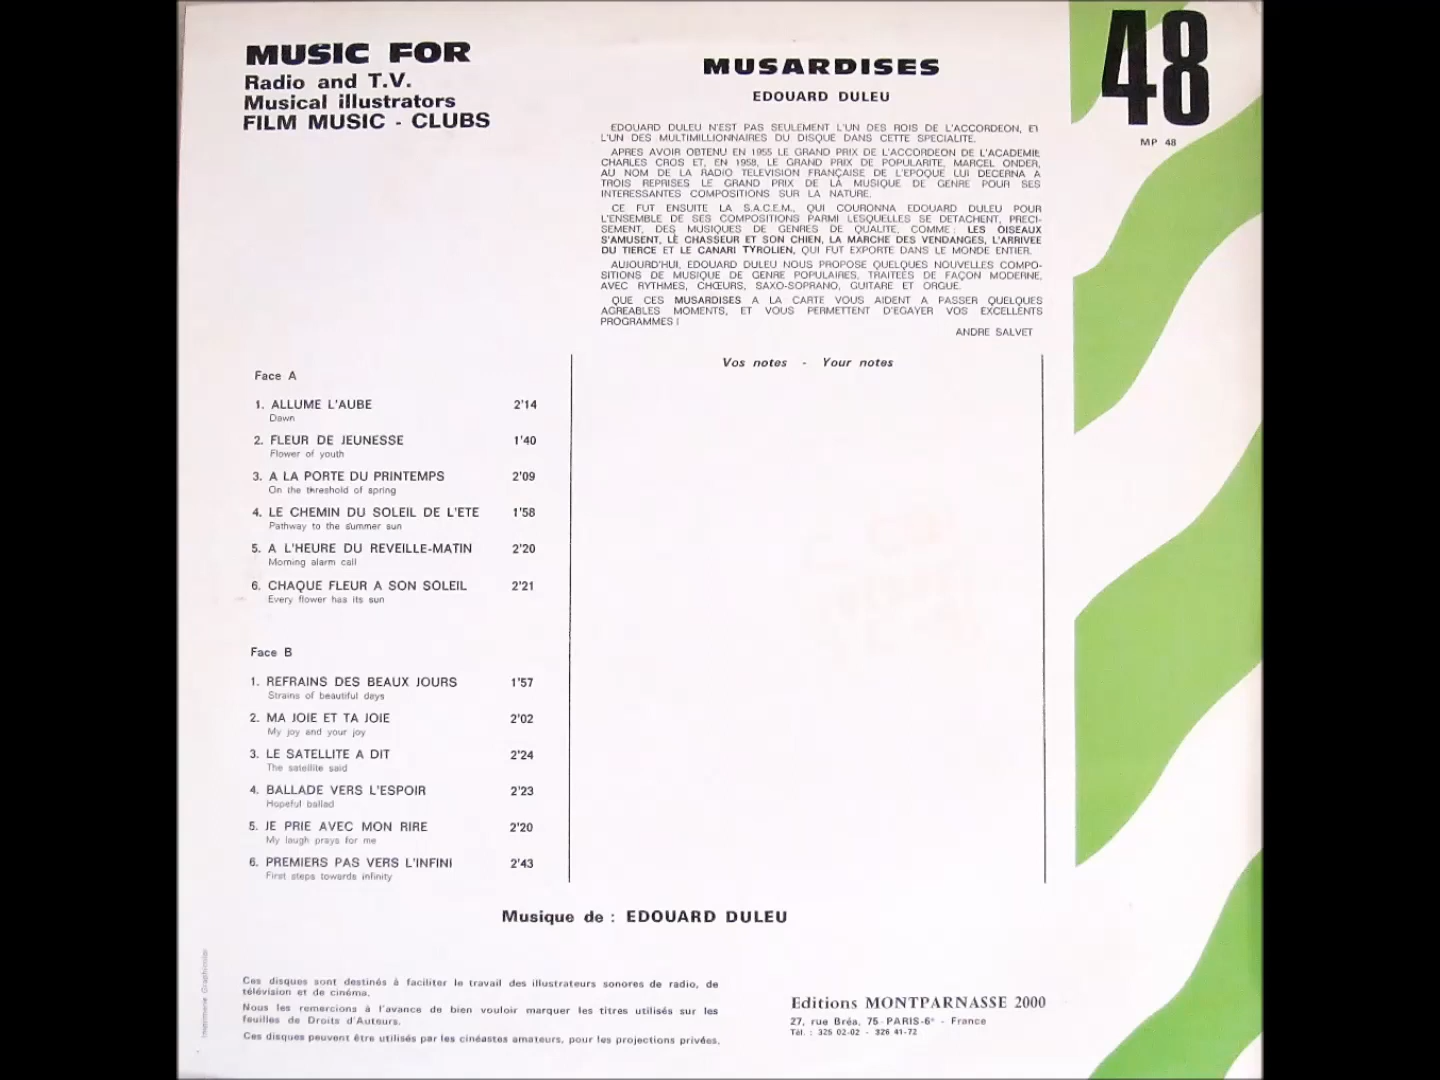 MUSIC FOR
Radio and T.V.
Musical illustrators
FILM MUSIC - CLUBS
MUSARDISES
EDOUARD DULEU
48
MP 48
EDOUARD DULEU N'EST PAS SEULEMENT L'UN DES ROIS DE L'ACCORDEON, ET
L'UN DES MULTIMILLIONNAIRES DU DISQUE DANS CETTE SPECIALITE.
APRES AVOIR OBTENU EN 1955 LE GRAND PRIX DE L'ACCORDEON DE L'ACADEMIE
CHARLES CROS ET, EN 1958, LE GRAND PRIX DE POPULARITE, MARCEL ONDER,
AU NOM DE LA RADIO TELEVISION FRANÇAISE DE L'EPOQUE LUI DECERNA A
TROIS REPRISES LE GRAND PRIX DE LA MUSIQUE DE GENRE POUR SES
INTERESSANTES COMPOSITIONS SUR LA NATURE.
CE FUT ENSUITE LA S.A.C.E.M., QUI COURONNA EDOUARD DULEU POUR
L'ENSEMBLE DE SES COMPOSITIONS PARMI LESQUELLES SE DETACHENT, PRECI-
SEMENT, DES MUSIQUES DE GENRES DE QUALITE, COMME : LES OISEAUX
S'AMUSENT, LE CHASSEUR ET SON CHIEN, LA MARCHE DES VENDANGES, L'ARRIVEE
DU TIERCE ET LE CANARI TYROLIEN, QUI FUT EXPORTE DANS LE MONDE ENTIER.
AUJOURD'HUI, EDOUARD DULEU NOUS PROPOSE QUELQUES NOUVELLES COMPO-
SITIONS DE MUSIQUE DE GENRE POPULAIRES, TRAITEES DE FAÇON MODERNE,
AVEC RYTHMES, CHŒURS, SAXO-SOPRANO, GUITARE ET ORGUE.
QUE CES MUSARDISES A LA CARTE VOUS AIDENT A PASSER QUELQUES
AGREABLES MOMENTS, ET VOUS PERMETTENT D'EGAYER VOS EXCELLENTS
PROGRAMMES !
ANDRE SALVET
Vos notes - Your notes
Face A
1. ALLUME L'AUBE 2'14
Dawn
2. FLEUR DE JEUNESSE 1'40
Flower of youth
3. A LA PORTE DU PRINTEMPS 2'09
On the threshold of spring
4. LE CHEMIN DU SOLEIL DE L'ETE 1'58
Pathway to the summer sun
5. A L'HEURE DU REVEILLE-MATIN 2'20
Morning alarm call
6. CHAQUE FLEUR A SON SOLEIL 2'21
Every flower has its sun
Face B
1. REFRAINS DES BEAUX JOURS 1'57
Strains of beautiful days
2. MA JOIE ET TA JOIE 2'02
My joy and your joy
3. LE SATELLITE A DIT 2'24
The satellite said
4. BALLADE VERS L'ESPOIR 2'23
Hopeful ballad
5. JE PRIE AVEC MON RIRE 2'20
My laugh prays for me
6. PREMIERS PAS VERS L'INFINI 2'43
First steps towards infinity
Musique de : EDOUARD DULEU
Ces disques sont destinés à faciliter le travail des illustrateurs sonores de radio, de
télévision et de cinéma.
Nous les remercions à l'avance de bien vouloir marquer les titres utilisés sur les
feuilles de Droits d'Auteurs.
Ces disques peuvent être utilisés par les cinéastes amateurs, pour les projections privées.
Editions MONTPARNASSE 2000
27, rue Bréa, 75 PARIS-6e - France
Tél. : 325 02-02 - 326 41-72
Imprimerie